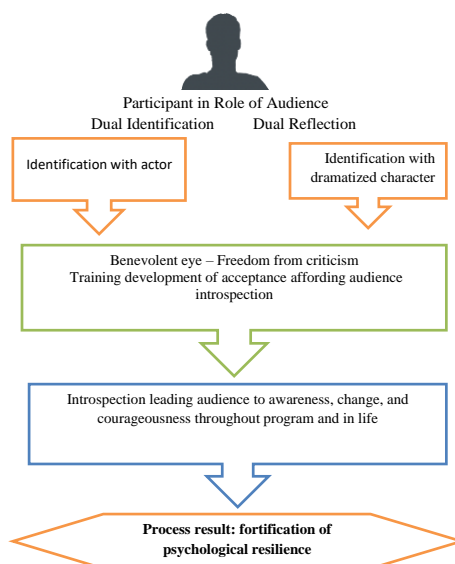 Participant in Role of Audience
Dual Identification Dual Reflection
Identification with actor
Identification with
dramatized character
Benevolent eye – Freedom from criticism
Training development of acceptance affording audience
introspection
Introspection leading audience to awareness, change, and
courageousness throughout program and in life
Process result: fortification of
psychological resilience